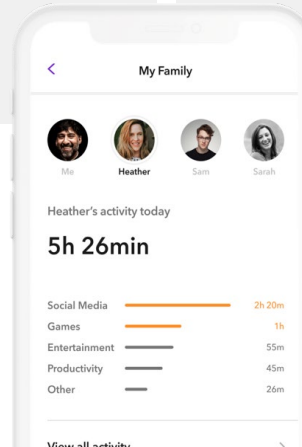 My Family
Me Heather Sam Sarah
Heather's activity today
5h 26min
Social Media 2h 20m
Games 1h
Entertainment 55m
Productivity 45m
Other 26m
View all activity